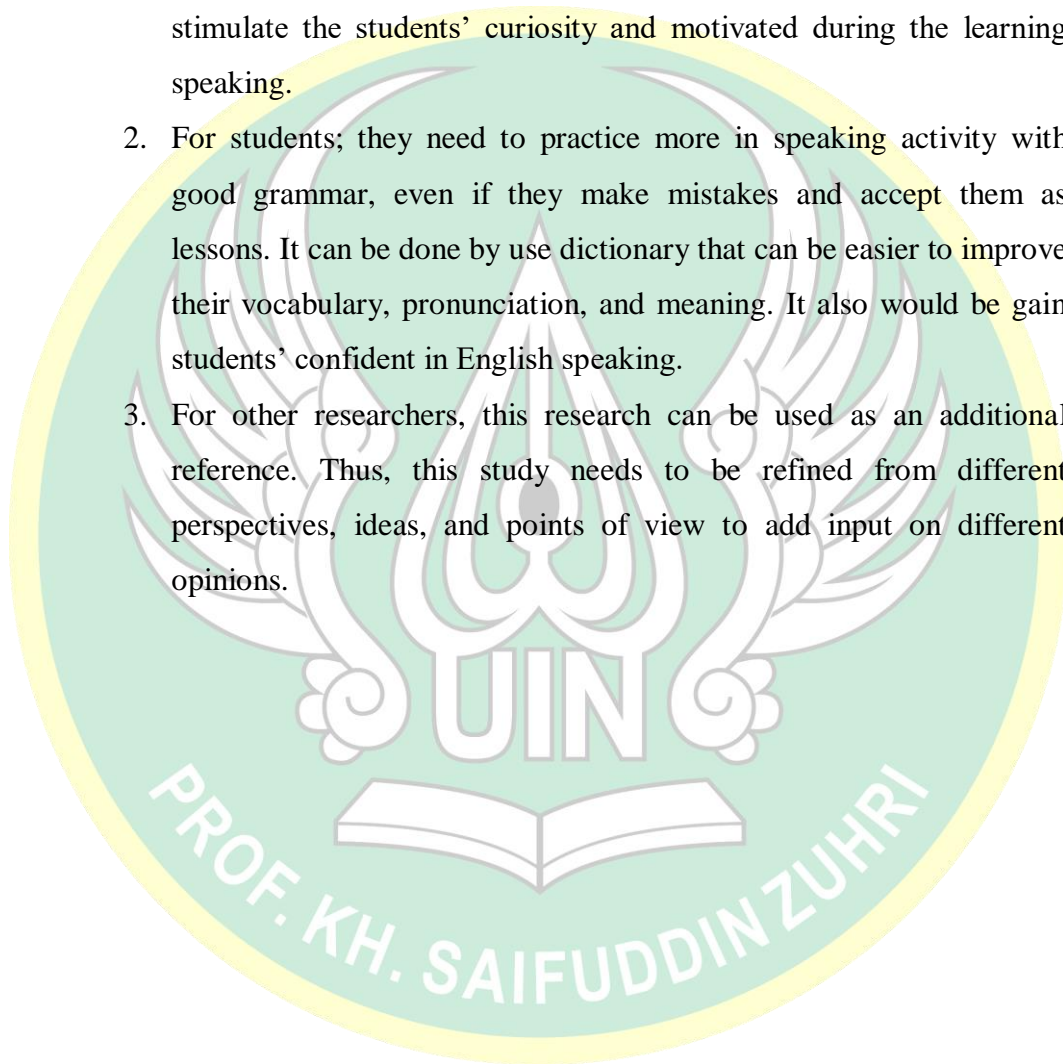 stimulate the students’ curiosity and motivated during the learning
speaking.
2. For students; they need to practice more in speaking activity with
good grammar, even if they make mistakes and accept them as
lessons. It can be done by use dictionary that can be easier to improve
their vocabulary, pronunciation, and meaning. It also would be gain
students’ confident in English speaking.
3. For other researchers, this research can be used as an additional
reference. Thus, this study needs to be refined from different
perspectives, ideas, and points of view to add input on different
opinions.
UIN
PROF. KH. SAIFUDDIN ZUHRI